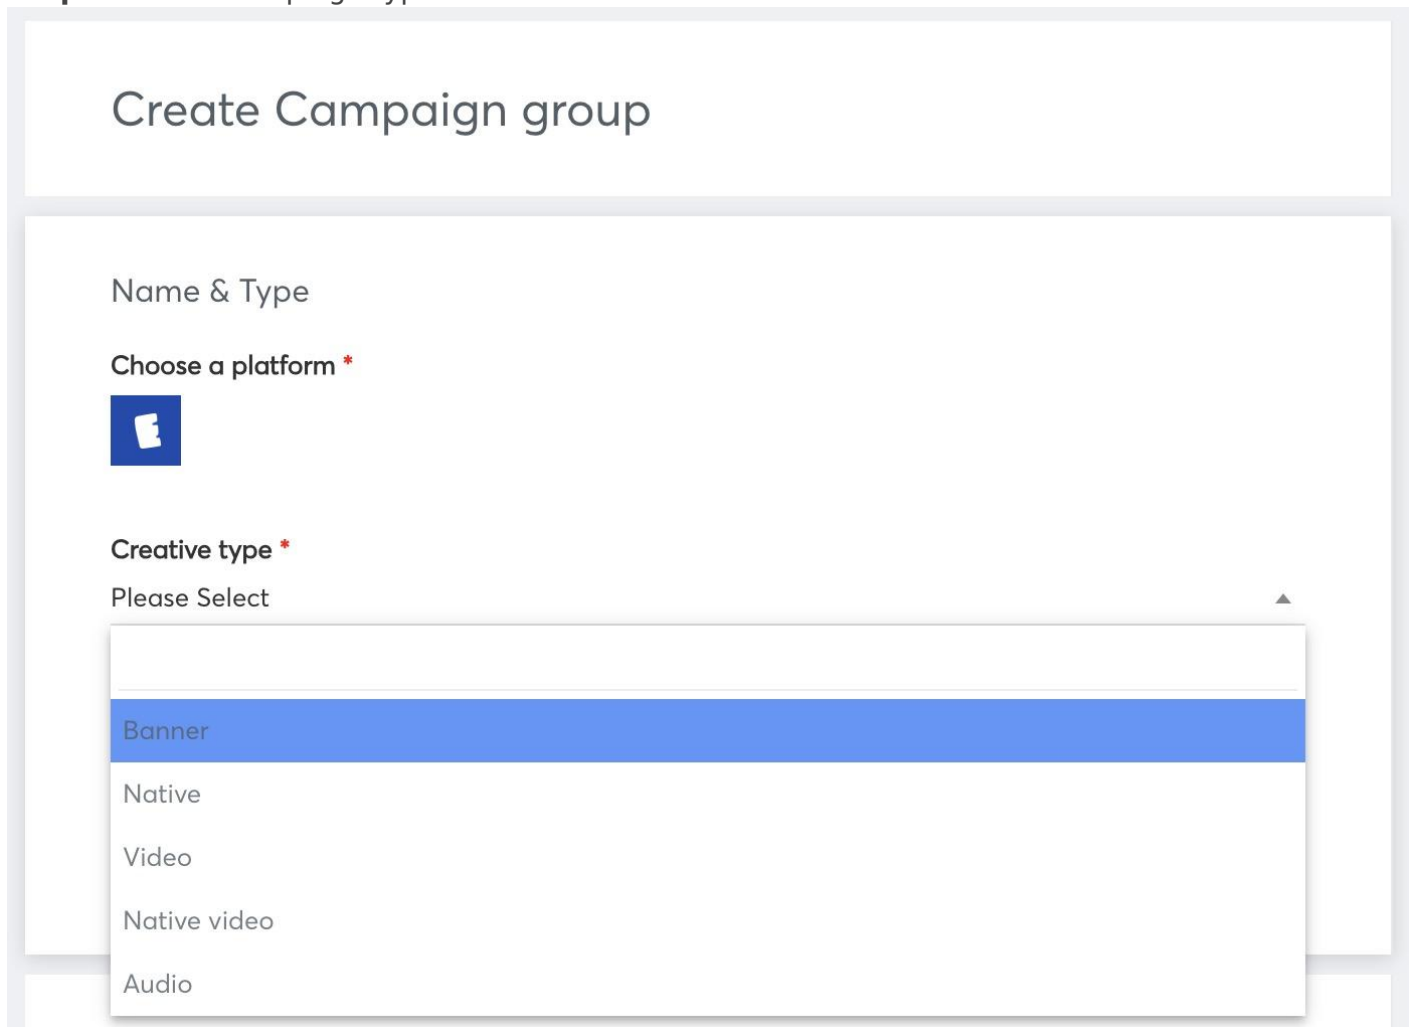 Create Campaign group
Name & Type
Choose a platform *
E
Creative type *
Please Select
Banner
Native
Video
Native video
Audio